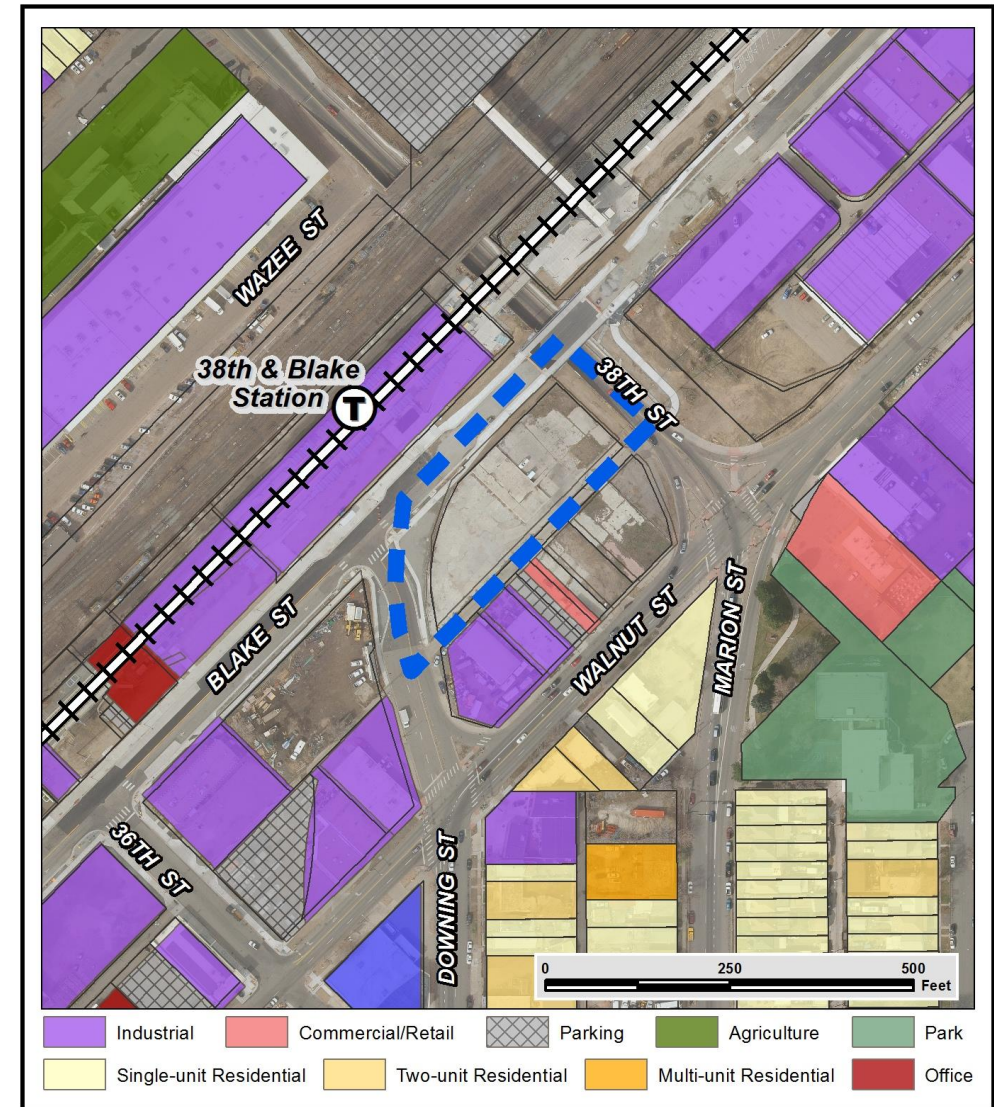 WAZEE ST
38th & Blake
Station
T
38TH ST
BLAKE ST
WALNUT ST
MARION ST
36TH ST
DOWNING ST
0 250 500
Feet
Industrial Commercial/Retail Parking Agriculture Park
Single-unit Residential Two-unit Residential Multi-unit Residential Office